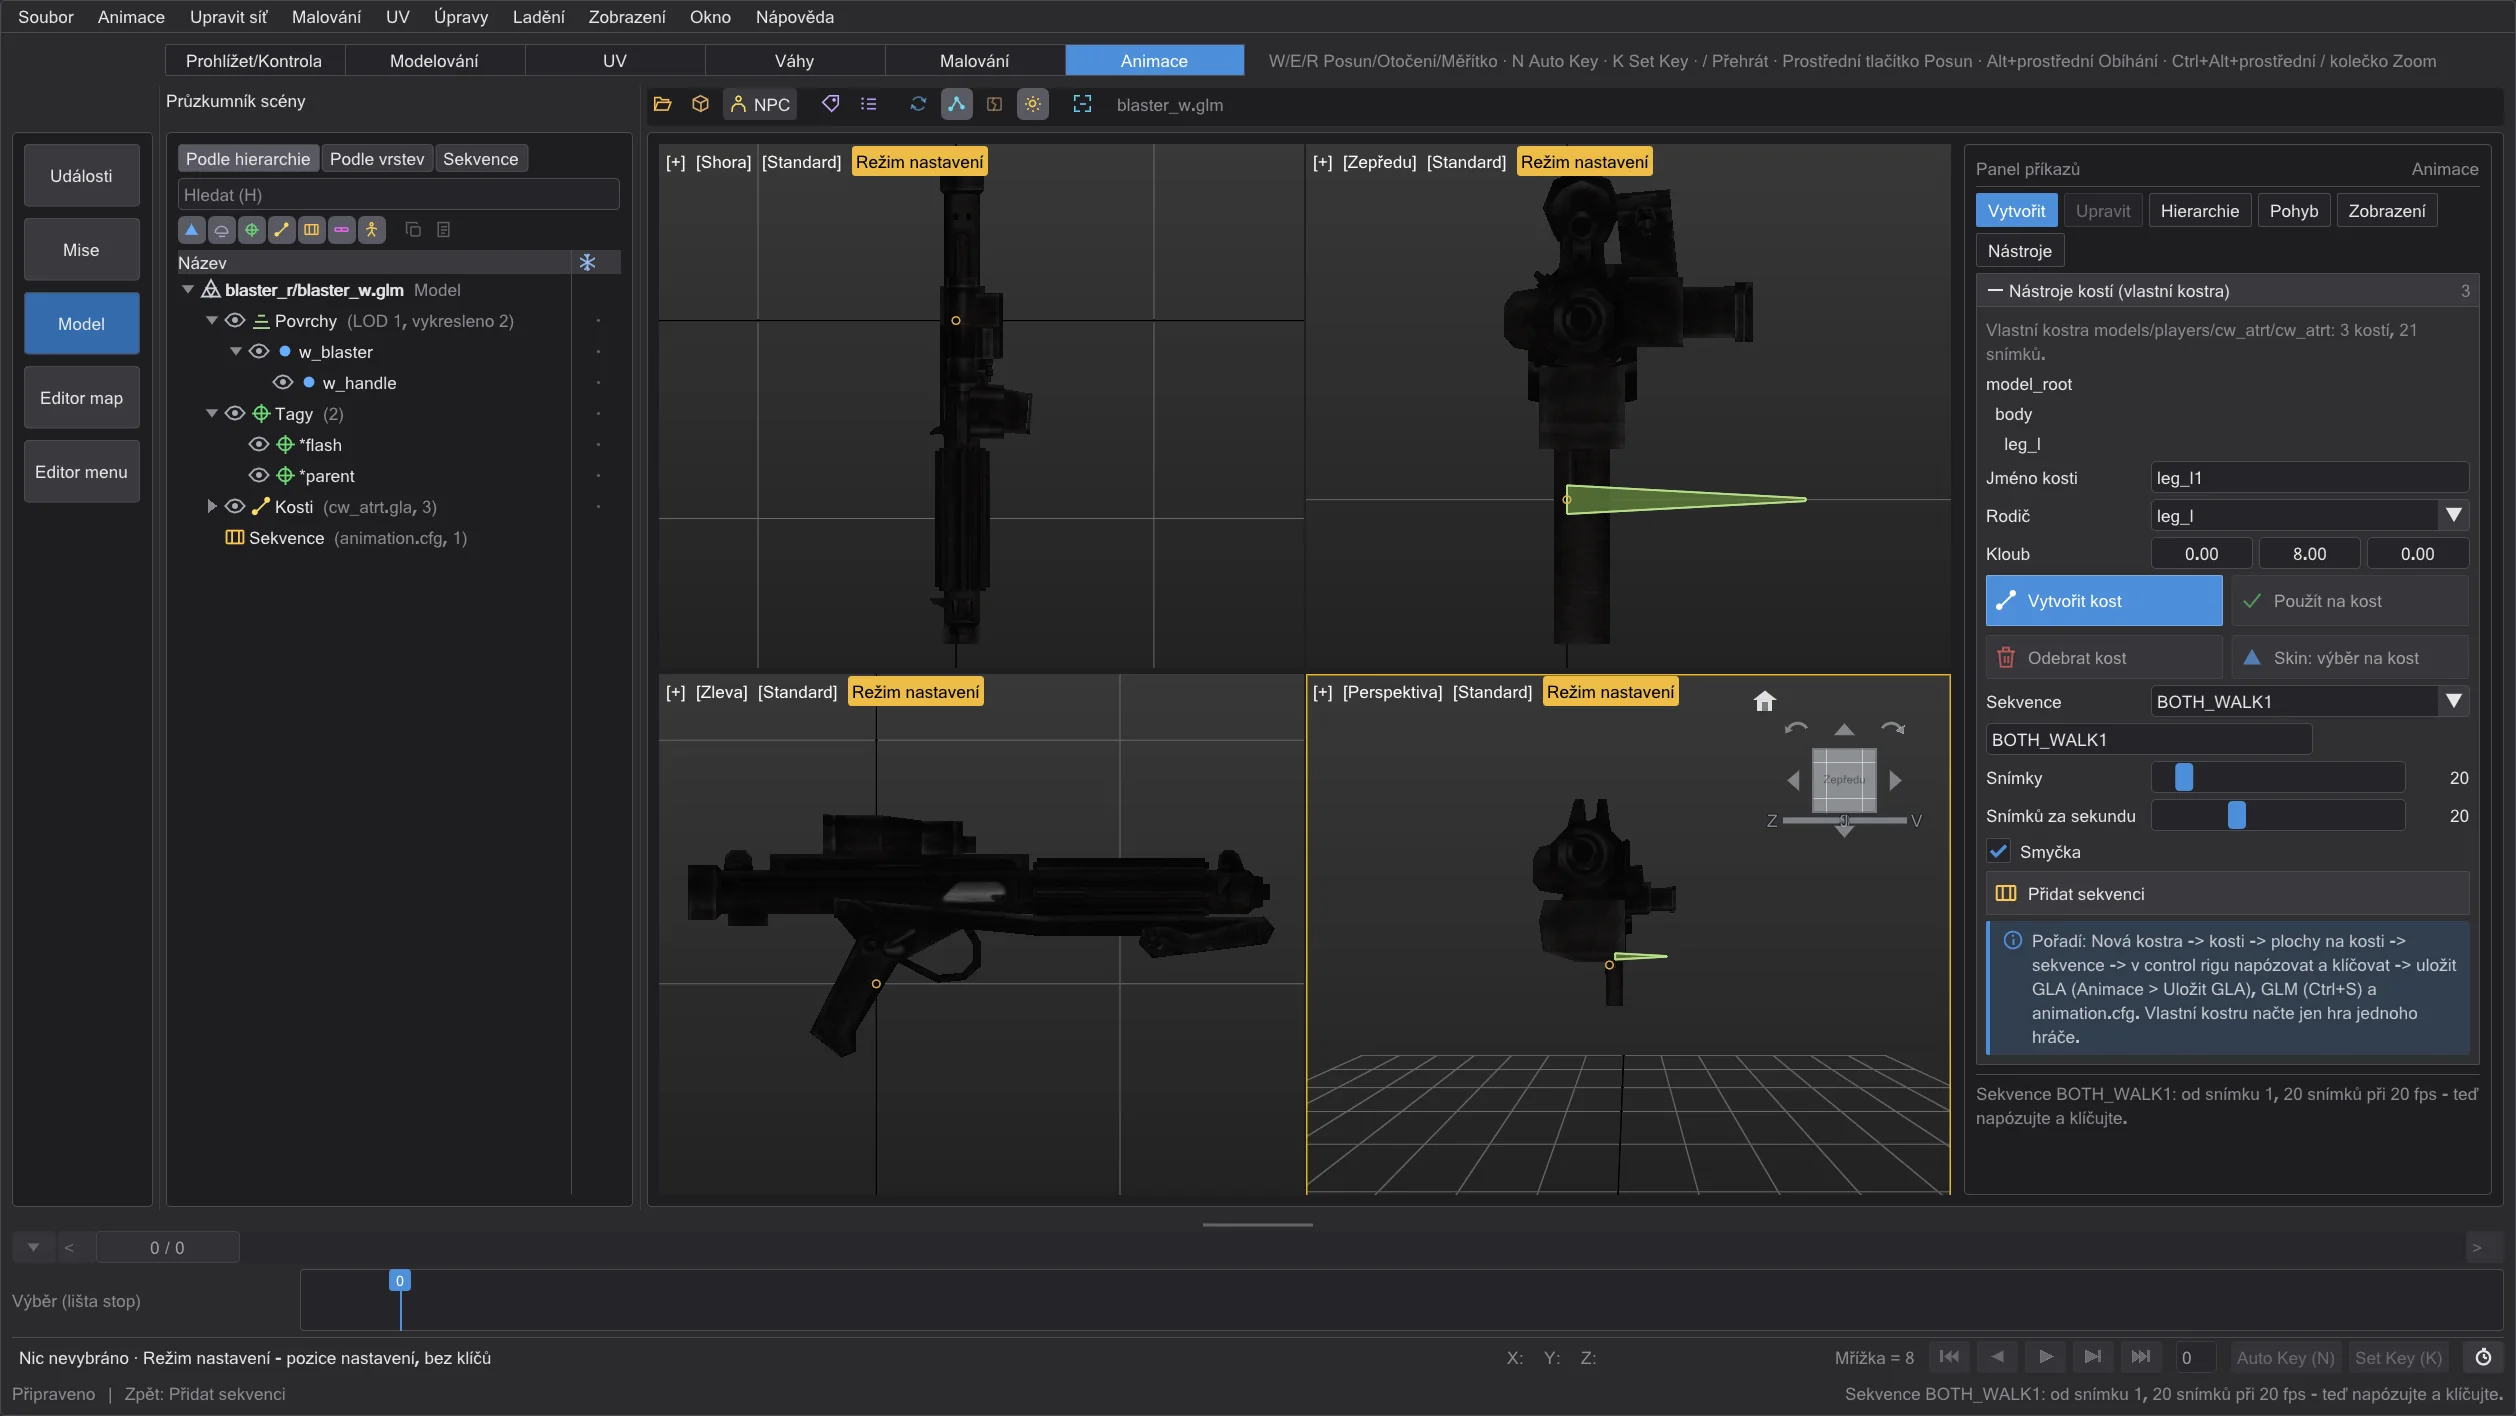 Soubor Animace Upravit síť Malování UV Úpravy Ladění Zobrazení Okno Nápověda
Prohlížet/Kontrola Modelování UV Váhy Malování Animace W/E/R Posun/Otočení/Měřítko · N Auto Key · K Set Key · / Přehrát · Prostřední tlačítko Posun · Alt+prostřední Obíhání · Ctrl+Alt+prostřední / kolečko Zoom
Průzkumník scény
NPC blaster_w.glm
Události
Mise
Model
Editor map
Editor menu
Podle hierarchie Podle vrstev Sekvence
Hledat (H)
Název
blaster_r/blaster_w.glm Model
Povrchy (LOD 1, vykresleno 2)
w_blaster
w_handle
Tagy (2)
*flash
*parent
Kosti (cw_atrt.gla, 3)
Sekvence (animation.cfg, 1)
[+] [Shora] [Standard] Režim nastavení
[+] [Zepředu] [Standard] Režim nastavení
[+] [Zleva] [Standard] Režim nastavení
[+] [Perspektiva] [Standard] Režim nastavení
Zepředu
Z V
Panel příkazů Animace
Vytvořit Upravit Hierarchie Pohyb Zobrazení
Nástroje
Nástroje kostí (vlastní kostra) 3
Vlastní kostra models/players/cw_atrt/cw_atrt: 3 kostí, 21
snímků.
model_root
body
leg_l
Jméno kosti leg_l1
Rodič leg_l
Kloub 0.00 8.00 0.00
Vytvořit kost Použít na kost
Odebrat kost Skin: výběr na kost
Sekvence BOTH_WALK1
BOTH_WALK1
Snímky 20
Snímků za sekundu 20
Smyčka
Přidat sekvenci
Pořadí: Nová kostra -> kosti -> plochy na kosti ->
sekvence -> v control rigu napózovat a klíčovat -> uložit
GLA (Animace > Uložit GLA), GLM (Ctrl+S) a
animation.cfg. Vlastní kostru načte jen hra jednoho
hráče.
Sekvence BOTH_WALK1: od snímku 1, 20 snímků při 20 fps - teď
napózujte a klíčujte.
< 0 / 0 >
0
Výběr (lišta stop)
Nic nevybráno · Režim nastavení - pozice nastavení, bez klíčů X: Y: Z: Mřížka = 8 0 Auto Key (N) Set Key (K)
Připraveno | Zpět: Přidat sekvenci Sekvence BOTH_WALK1: od snímku 1, 20 snímků při 20 fps - teď napózujte a klíčujte.